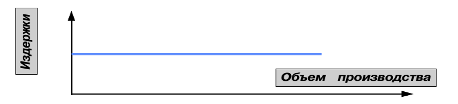 Издержки
Объем производства